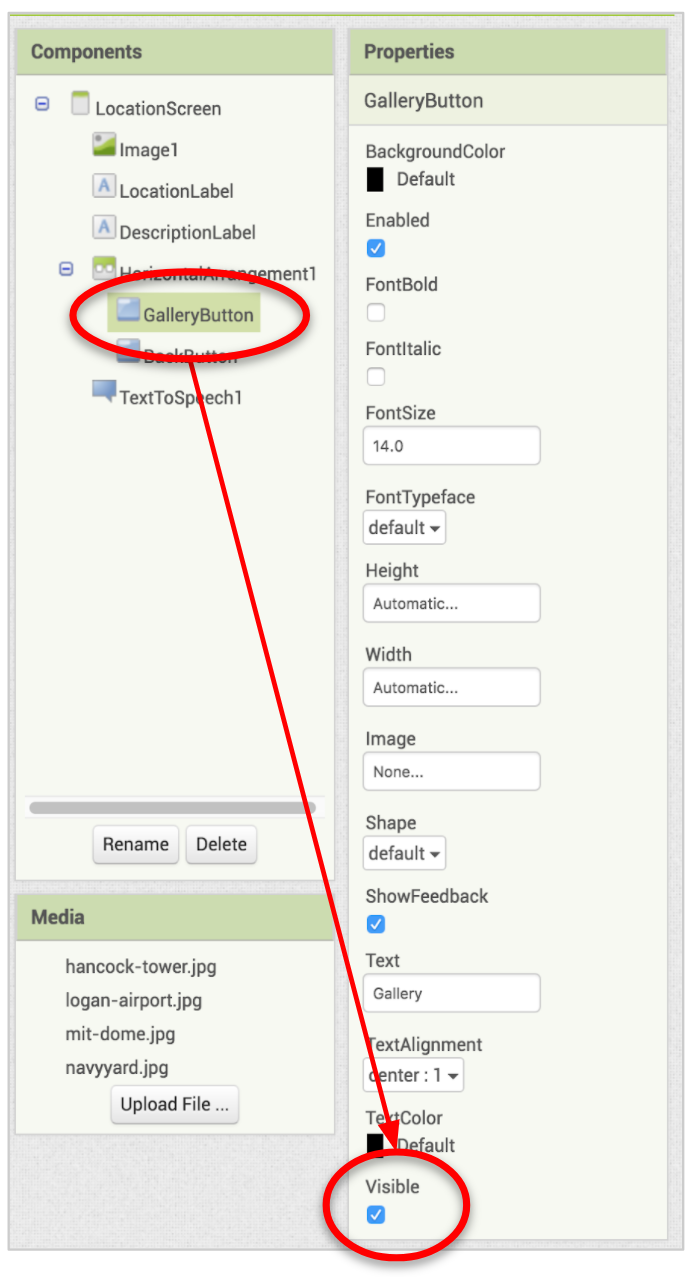 Components
LocationScreen
Image1
A LocationLabel
A DescriptionLabel
HorizontalArrangement1
GalleryButton
BackButton
TextToSpeech1
Rename Delete
Media
hancock-tower.jpg
logan-airport.jpg
mit-dome.jpg
navyyard.jpg
Upload File ...
Properties
GalleryButton
BackgroundColor
Default
Enabled
FontBold
FontItalic
FontSize
14.0
FontTypeface
default
Height
Automatic...
Width
Automatic...
Image
None...
Shape
default
ShowFeedback
Text
Gallery
TextAlignment
center : 1
TextColor
Default
Visible